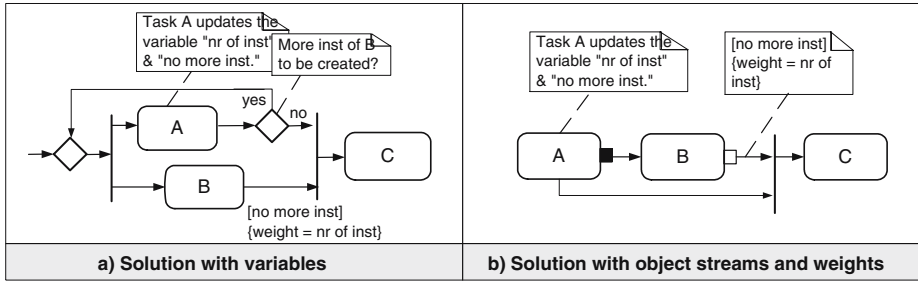 Task A updates the
variable "nr of inst"
& "no more inst."
More inst of B
to be created?
yes
no
A
B
C
[no more inst]
{weight = nr of inst}
a) Solution with variables
Task A updates the
variable "nr of inst"
& "no more inst."
[no more inst]
{weight = nr of
inst}
A
B
C
b) Solution with object streams and weights